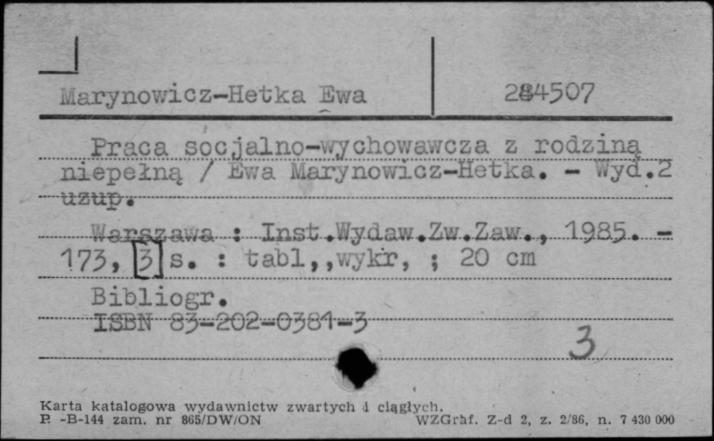 Marynowicz-Hetka Ewa 284507
Praca socjalno-wychowawcza z rodziną
niepełną / Ewa Marynowicz-Hetka. - Wyd.2
uzup.
Warszawa : Inst.Wydaw.Zw.Zaw., 1985. -
173, [3] s. : tabl,,wykr, ; 20 cm
Bibliogr.
ISBN 83-202-0381-3
3
Karta katalogowa wydawnictw zwartych i ciągłych.
P. -B-144 zam. nr 865/DW/ON WZGraf. Z-d 2, z. 2/86, n. 7 430 000